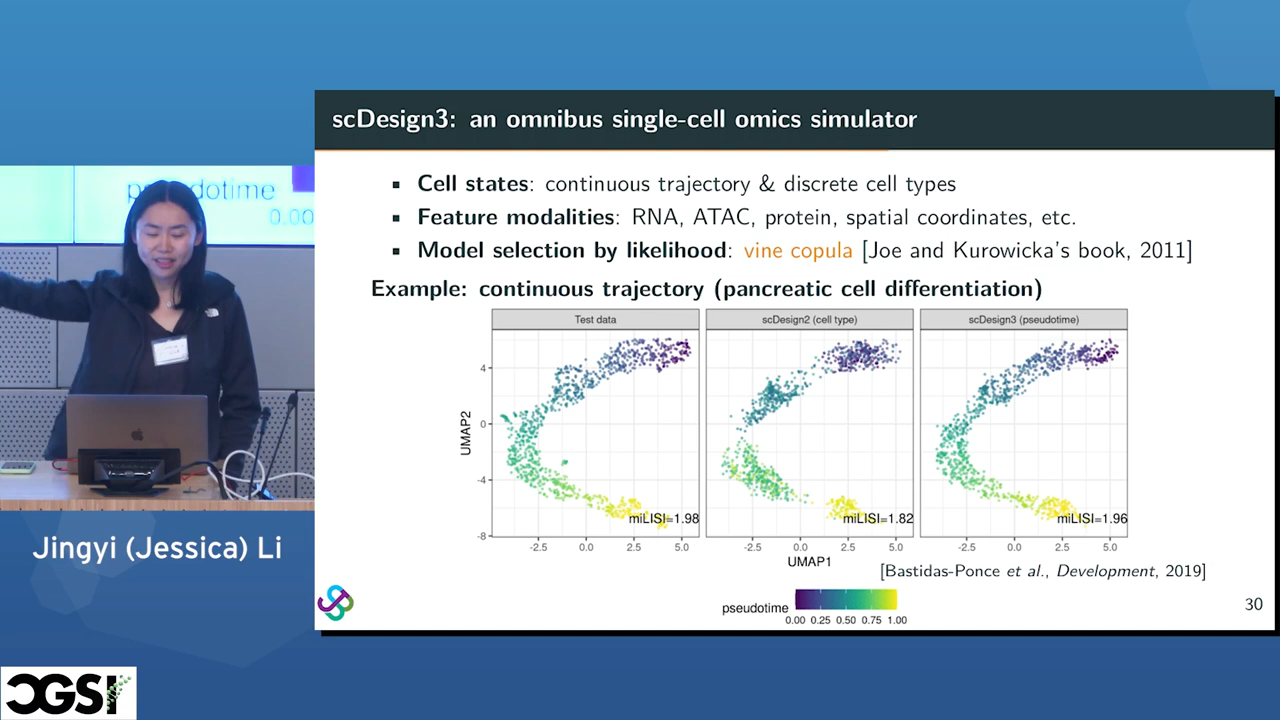 scDesign3: an omnibus single-cell omics simulator
Cell states: continuous trajectory & discrete cell types
Feature modalities: RNA, ATAC, protein, spatial coordinates, etc.
Model selection by likelihood: vine copula [Joe and Kurowicka's book, 2011]
Example: continuous trajectory (pancreatic cell differentiation)
Test data
scDesign2 (cell type)
scDesign3 (pseudotime)
UMAP2
4
0
-4
-8
miLISI=1.98
miLISI=1.82
miLISI=1.96
-2.5 0.0 2.5 5.0
-2.5 0.0 2.5 5.0
-2.5 0.0 2.5 5.0
UMAP1
[Bastidas-Ponce et al., Development, 2019]
pseudotime
0.00 0.25 0.50 0.75 1.00
30
0.00
Jingyi (Jessica) Li
CGSI